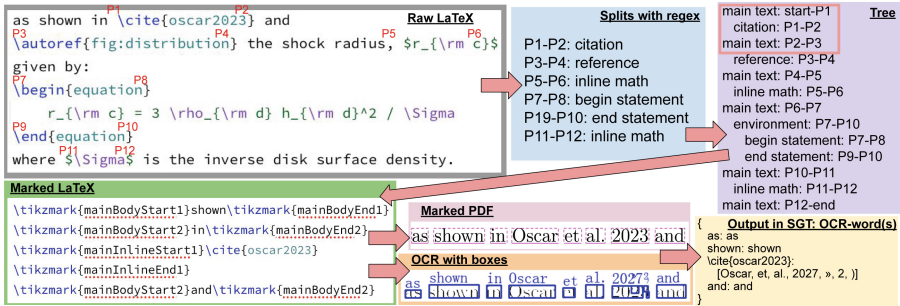 Raw LaTeX
P1 P2
as shown in \cite{oscar2023} and
P3 P4 P5 P6
\autoref{fig:distribution} the shock radius, $r_{\rm c}$
given by:
P7 P8
\begin{equation}
r_{\rm c} = 3 \rho_{\rm d} h_{\rm d}^2 / \Sigma
P9 P10
\end{equation}
P11 P12
where $\Sigma$ is the inverse disk surface density.
Splits with regex
P1-P2: citation
P3-P4: reference
P5-P6: inline math
P7-P8: begin statement
P19-P10: end statement
P11-P12: inline math
Tree
main text: start-P1
citation: P1-P2
main text: P2-P3
reference: P3-P4
main text: P4-P5
inline math: P5-P6
main text: P6-P7
environment: P7-P10
begin statement: P7-P8
end statement: P9-P10
main text: P10-P11
inline math: P11-P12
main text: P12-end
Marked LaTeX
\tikzmark{mainBodyStart1}shown\tikzmark{mainBodyEnd1}
\tikzmark{mainBodyStart2}in\tikzmark{mainBodyEnd2}
\tikzmark{mainInlineStart1}\cite{oscar2023}
\tikzmark{mainInlineEnd1}
\tikzmark{mainBodyStart2}and\tikzmark{mainBodyEnd2}
Marked PDF
as shown in Oscar et al. 2023 and
OCR with boxes
as shown in Oscar et al. 2027 and
as shown in Oscar et al. 2023 and
Output in SGT: OCR-word(s)
{
as: as
shown: shown
\cite{oscar2023}:
[Oscar, et, al., 2027, », 2, )]
and: and
}